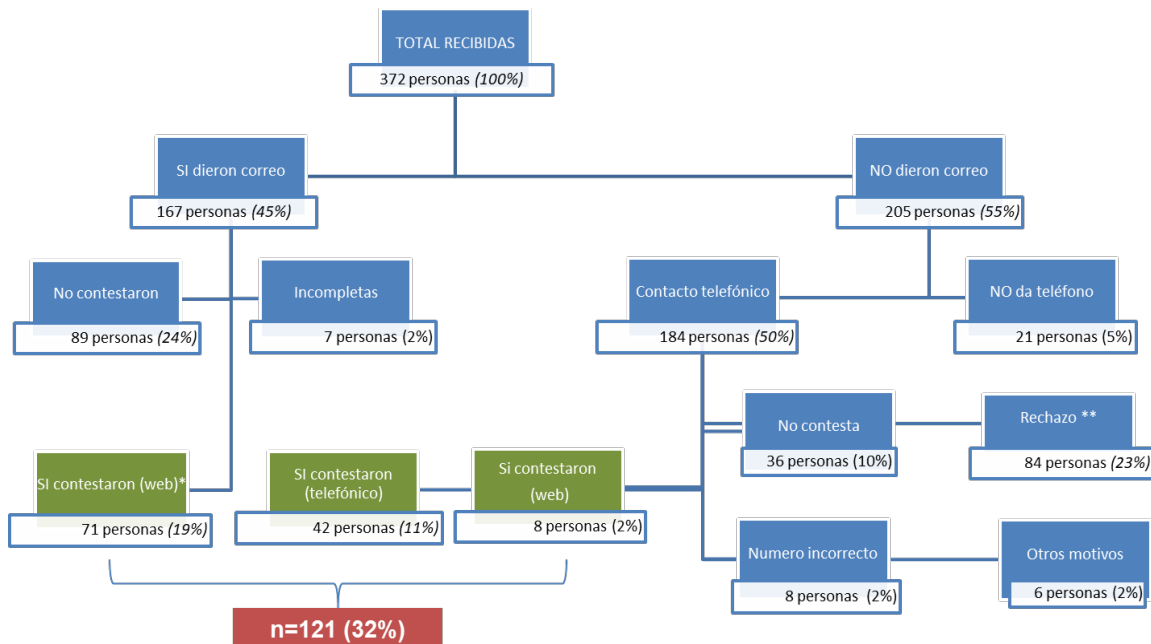 TOTAL RECIBIDAS
372 personas (100%)
SI dieron correo
167 personas (45%)
NO dieron correo
205 personas (55%)
No contestaron
89 personas (24%)
Incompletas
7 personas (2%)
Contacto telefónico
184 personas (50%)
NO da teléfono
21 personas (5%)
No contesta
36 personas (10%)
Rechazo **
84 personas (23%)
SI contestaron (web)*
71 personas (19%)
SI contestaron
(telefónico)
42 personas (11%)
Si contestaron
(web)
8 personas (2%)
Numero incorrecto
8 personas (2%)
Otros motivos
6 personas (2%)
n=121 (32%)